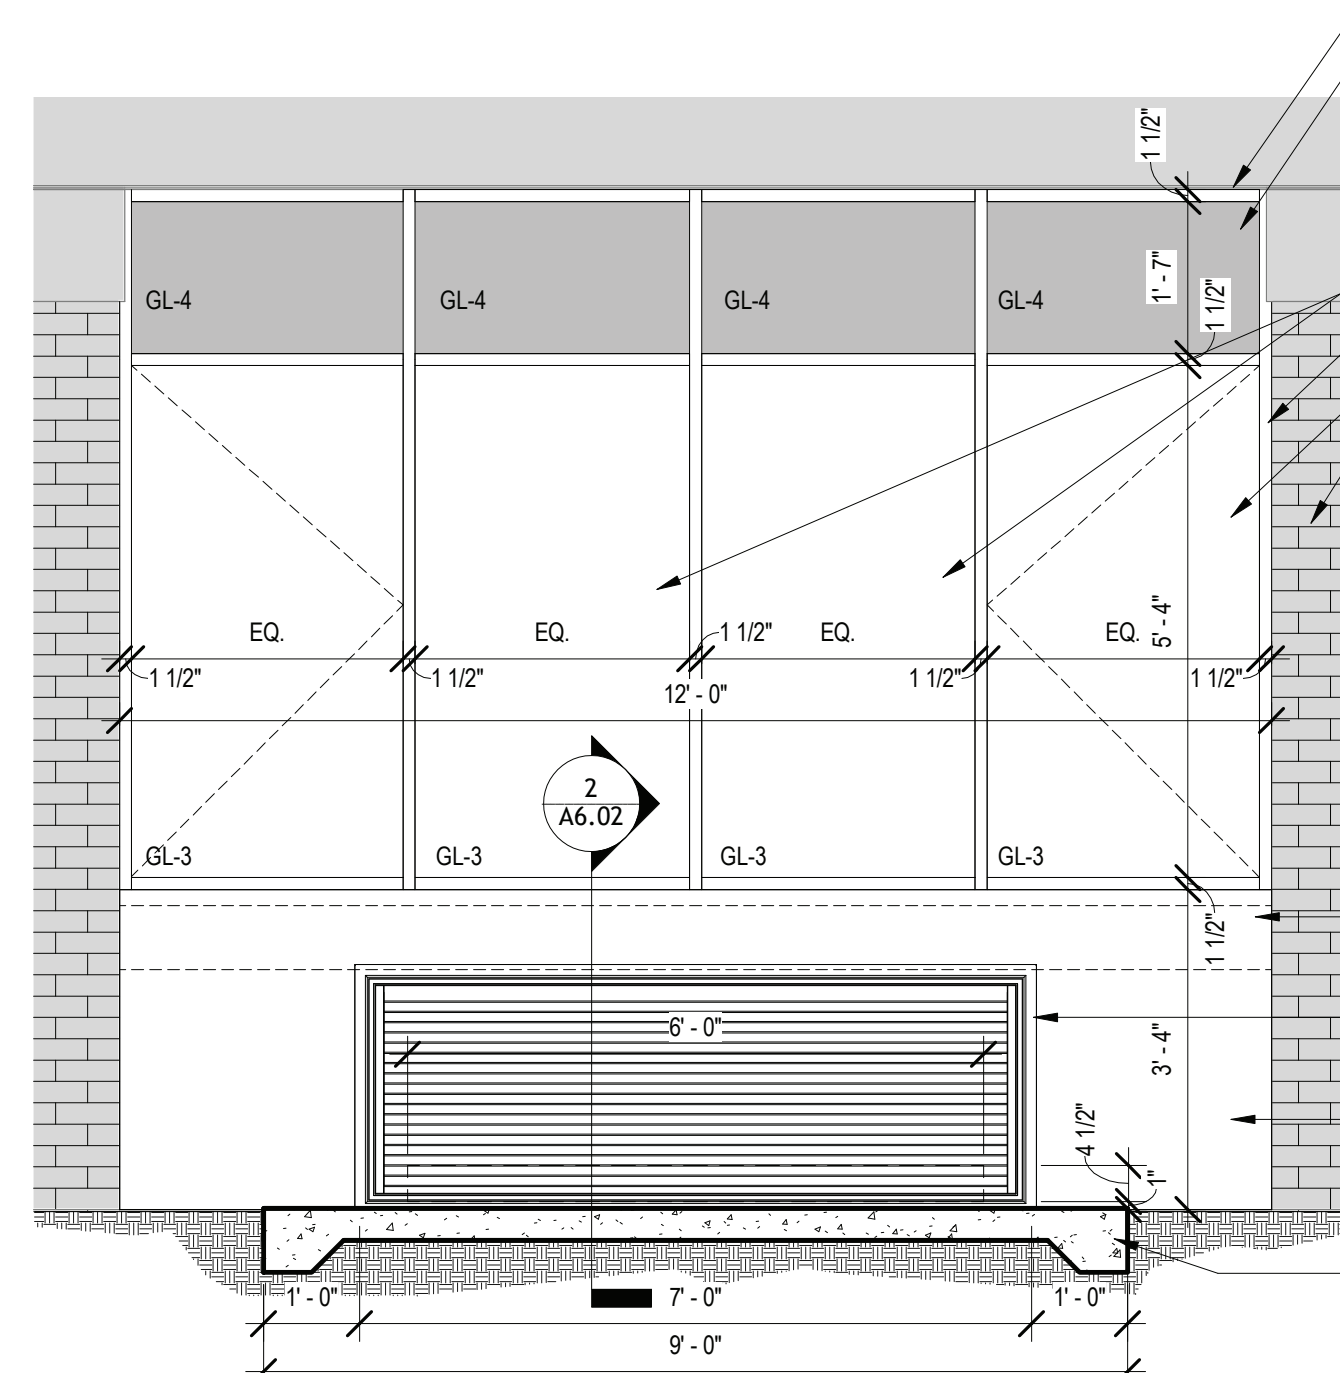 1 1/2"
1' - 7"
1 1/2"
GL-4
GL-4
GL-4
GL-4
5' - 4"
EQ.
EQ.
1 1/2"
EQ.
EQ.
1 1/2"
1 1/2"
12' - 0"
1 1/2"
1 1/2"
2
A6.02
GL-3
GL-3
GL-3
GL-3
1 1/2"
6' - 0"
3' - 4"
4 1/2"
1"
1' - 0"
7' - 0"
1' - 0"
9' - 0"